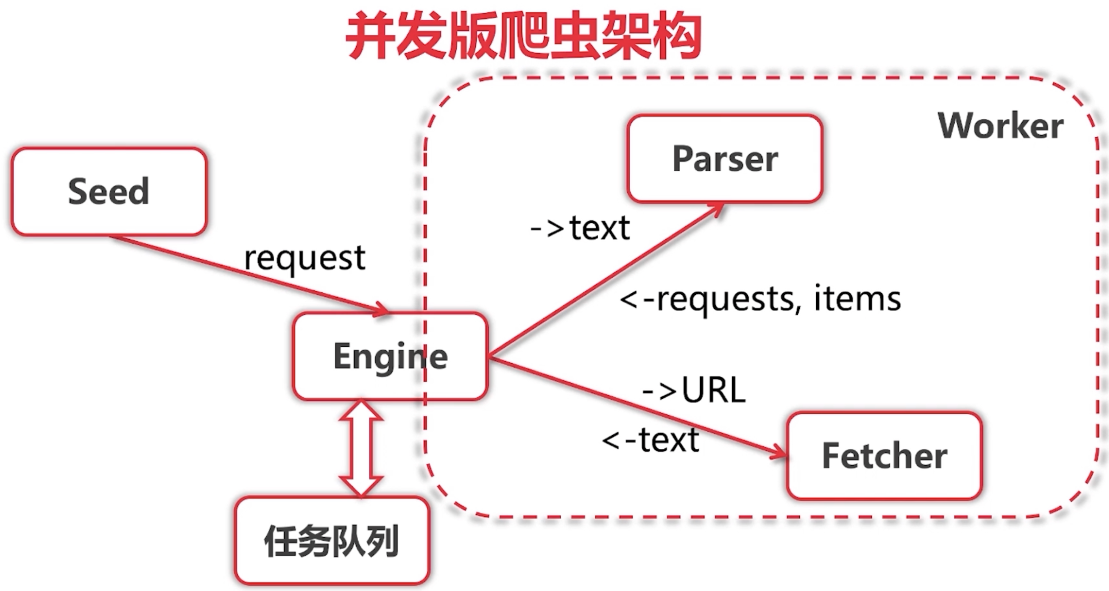 并发版爬虫架构
Worker
Parser
Seed
->text
request
<-requests, items
Engine
->URL
<-text
Fetcher
任务队列